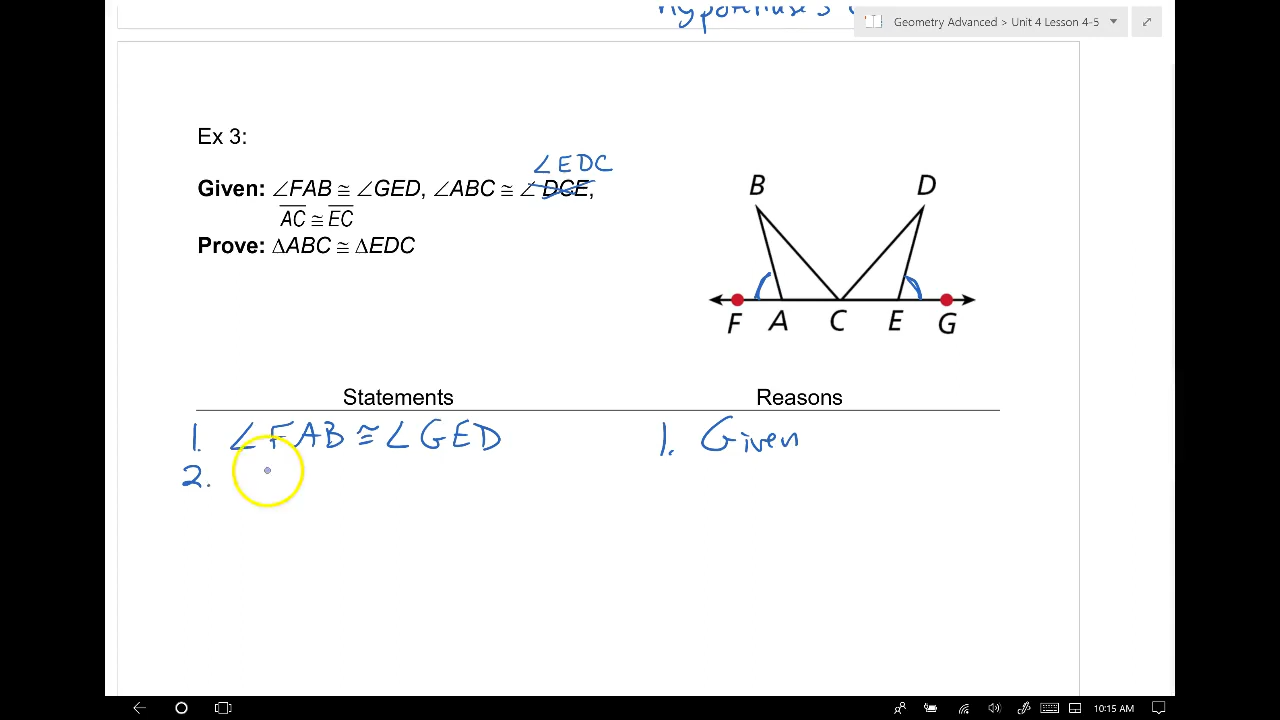 hypotenuse
Geometry Advanced > Unit 4 Lesson 4-5
Ex 3:
∠EDC
Given: ∠FAB ≅ ∠GED, ∠ABC ≅ ∠DCE,
AC ≅ EC
Prove: ΔABC ≅ ΔEDC
B D
F A C E G
Statements Reasons
1. ∠FAB ≅ ∠GED 1. Given
2.
10:15 AM